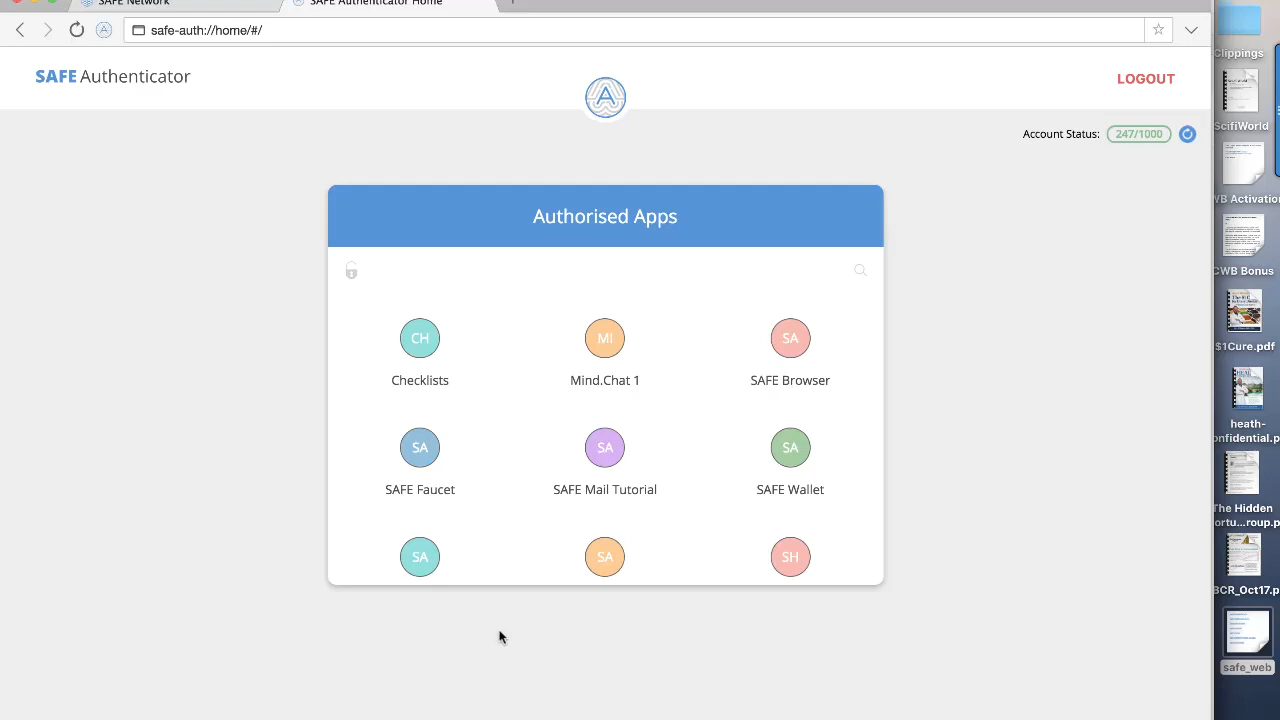 SAFE Network
SAFE Authenticator Home
safe-auth://home/#/
SAFE Authenticator
A
LOGOUT
Account Status: 247/1000
Authorised Apps
CH
MI
SA
Checklists
Mind.Chat 1
SAFE Browser
SA
SA
SA
SAFE Faucet
SAFE Mail Tutorial
SAFE Wallet
SA
SA
SH
Clippings
ScifiWorld
WB Activation
CWB Bonus
$1Cure.pdf
heath-
onfidential.p
The Hidden
ortu...roup.p
BCR_Oct17.p
safe_web